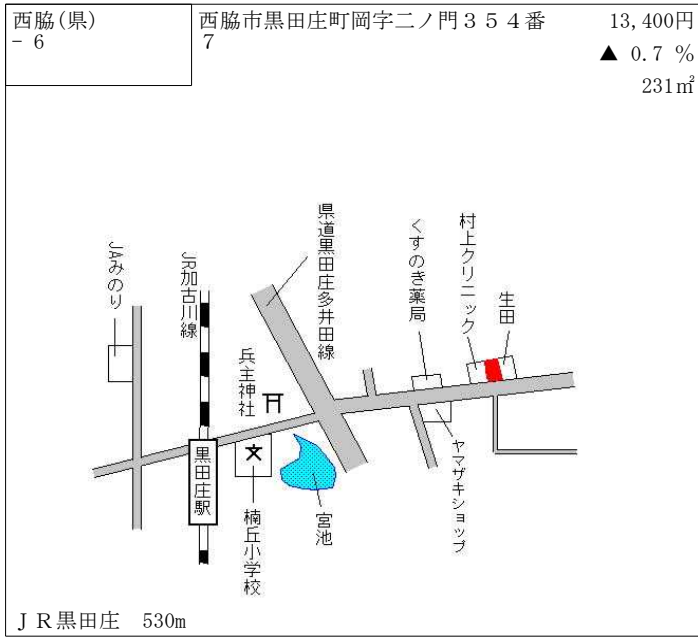 西脇(県)
- 6
西脇市黒田庄町岡字二ノ門３５４番
7
13,400円
▲ 0.7 %
231㎡
JAみのり
JR加古川線
兵主神社
県道黒田庄多井田線
くすのき薬局
村上クリニック
生田
黒田庄駅
楠丘小学校
宮池
ヤマザキショップ
ＪＲ黒田庄　530m